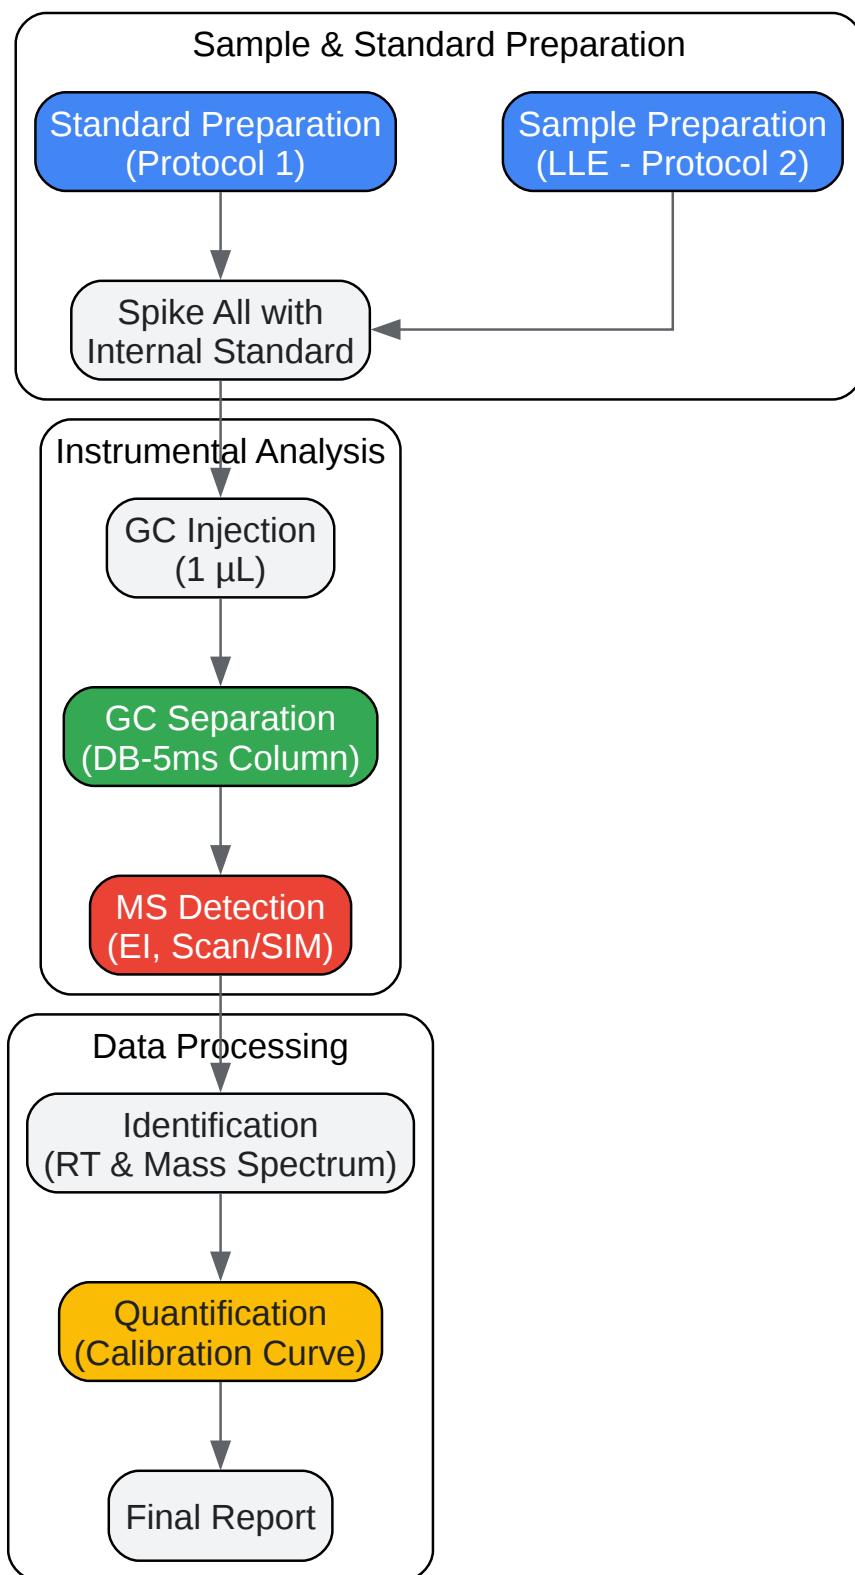 Sample & Standard Preparation
Standard Preparation
(Protocol 1)
Sample Preparation
(LLE - Protocol 2)
Spike All with
Internal Standard
Instrumental Analysis
GC Injection
(1 µL)
GC Separation
(DB-5ms Column)
MS Detection
(EI, Scan/SIM)
Data Processing
Identification
(RT & Mass Spectrum)
Quantification
(Calibration Curve)
Final Report